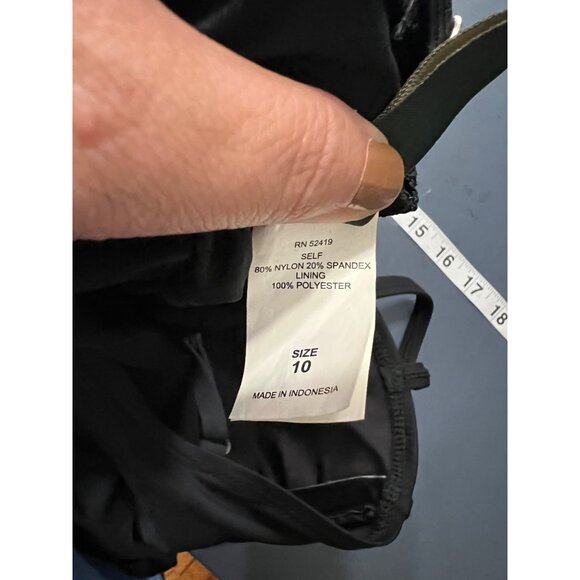 RN 52419
SELF
80% NYLON 20% SPANDEX
LINING
100% POLYESTER
SIZE
10
MADE IN INDONESIA
15
16
17
18